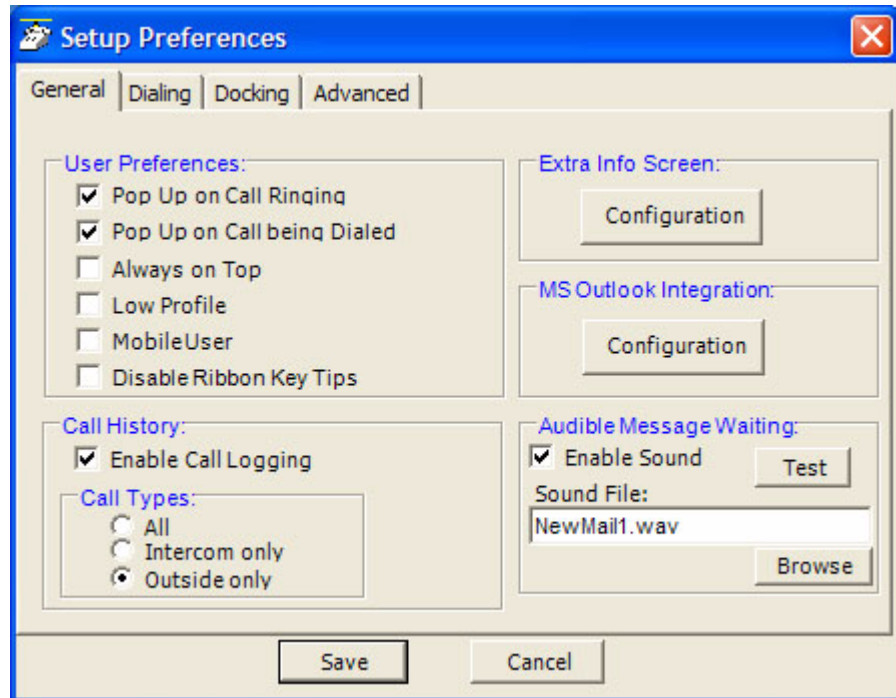 Setup Preferences
General
Dialing
Docking
Advanced
User Preferences:
Pop Up on Call Ringing
Pop Up on Call being Dialed
Always on Top
Low Profile
MobileUser
Disable Ribbon Key Tips
Extra Info Screen:
Configuration
MS Outlook Integration:
Configuration
Call History:
Enable Call Logging
Call Types:
All
Intercom only
Outside only
Audible Message Waiting:
Enable Sound
Test
Sound File:
NewMail1.wav
Browse
Save
Cancel